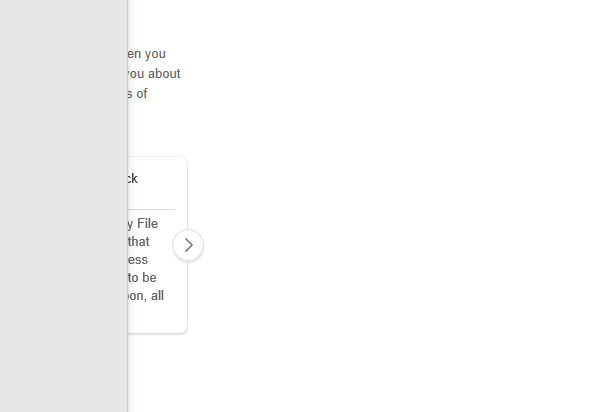 en you
you about
s of
ck
y File
that
ess
to be
oon, all